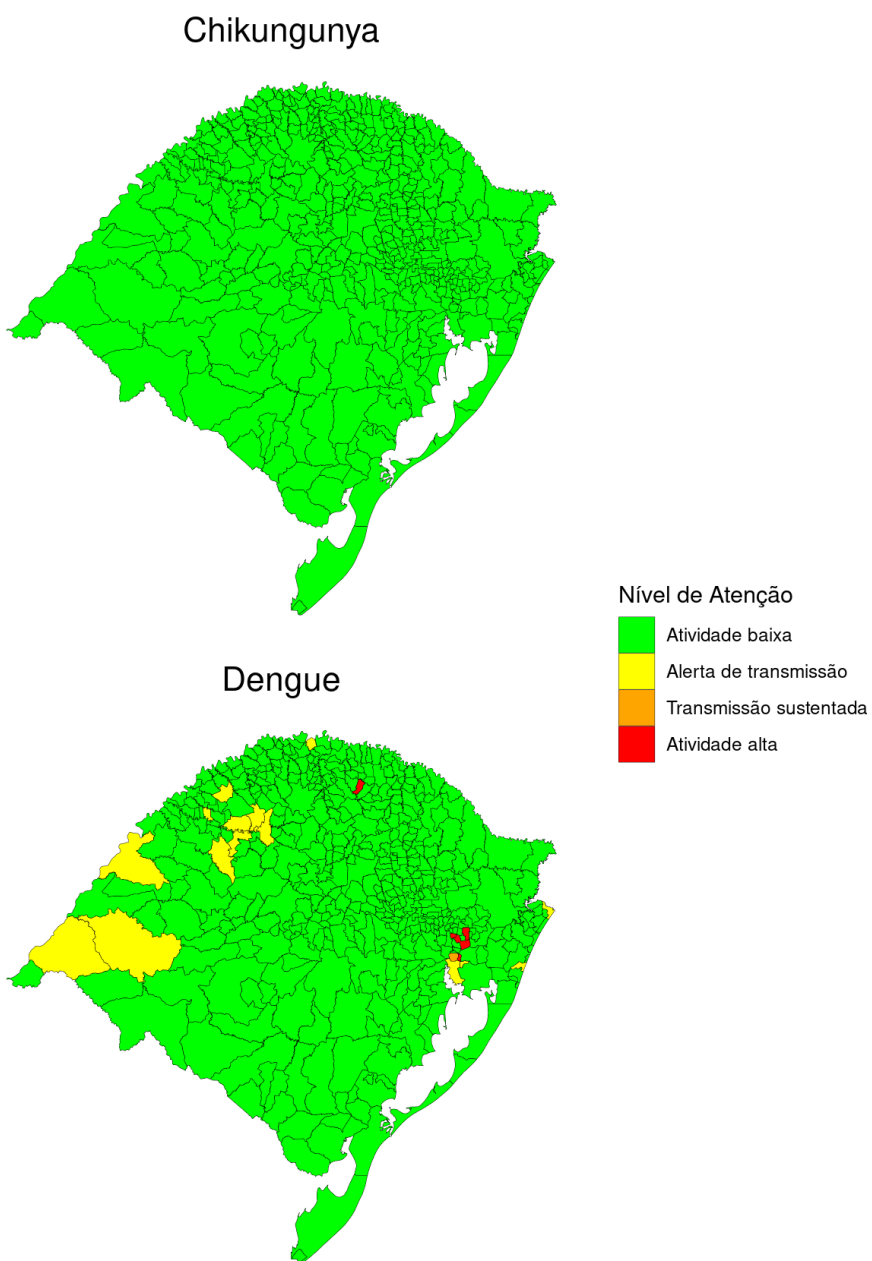 Chikungunya
Nível de Atenção
Atividade baixa
Alerta de transmissão
Transmissão sustentada
Atividade alta
Dengue